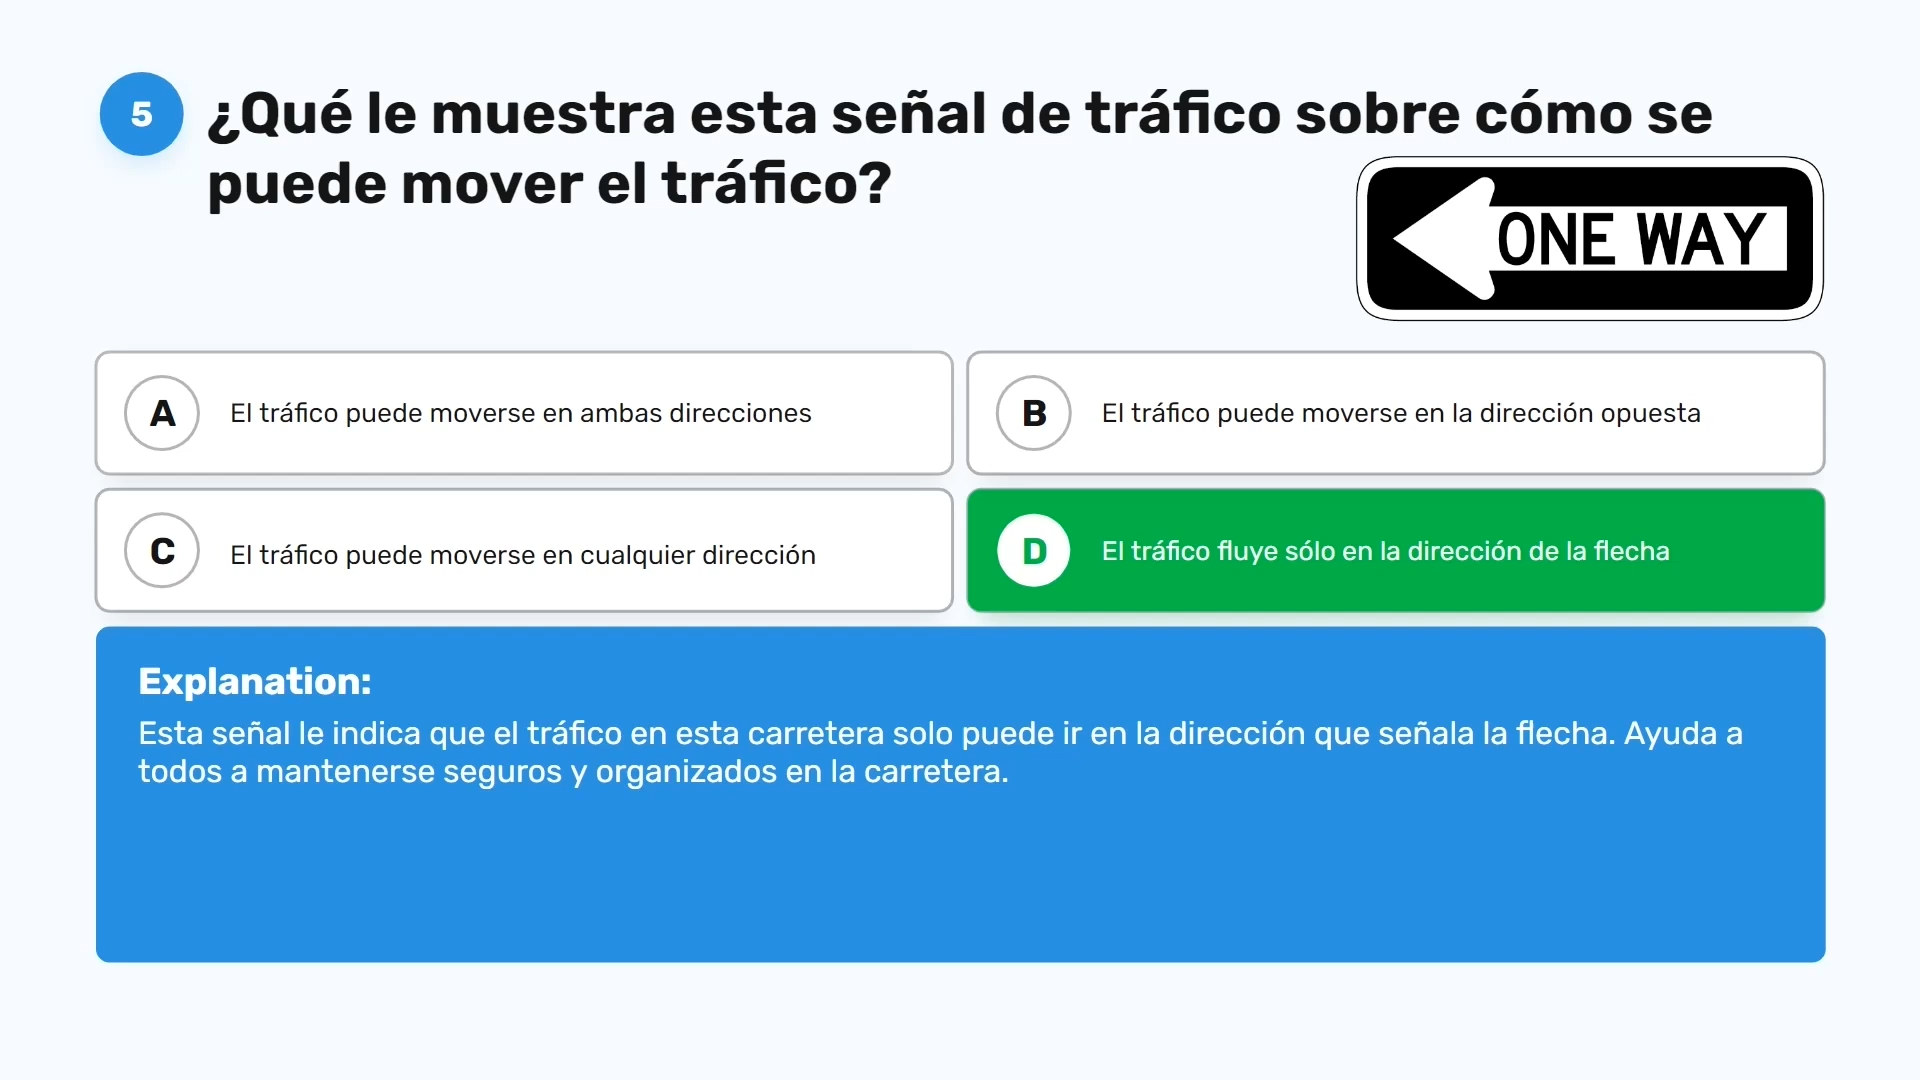 5
¿Qué le muestra esta señal de tráfico sobre cómo se
puede mover el tráfico?
ONE WAY
A
El tráfico puede moverse en ambas direcciones
B
El tráfico puede moverse en la dirección opuesta
C
El tráfico puede moverse en cualquier dirección
D
El tráfico fluye sólo en la dirección de la flecha
Explanation:
Esta señal le indica que el tráfico en esta carretera solo puede ir en la dirección que señala la flecha. Ayuda a
todos a mantenerse seguros y organizados en la carretera.